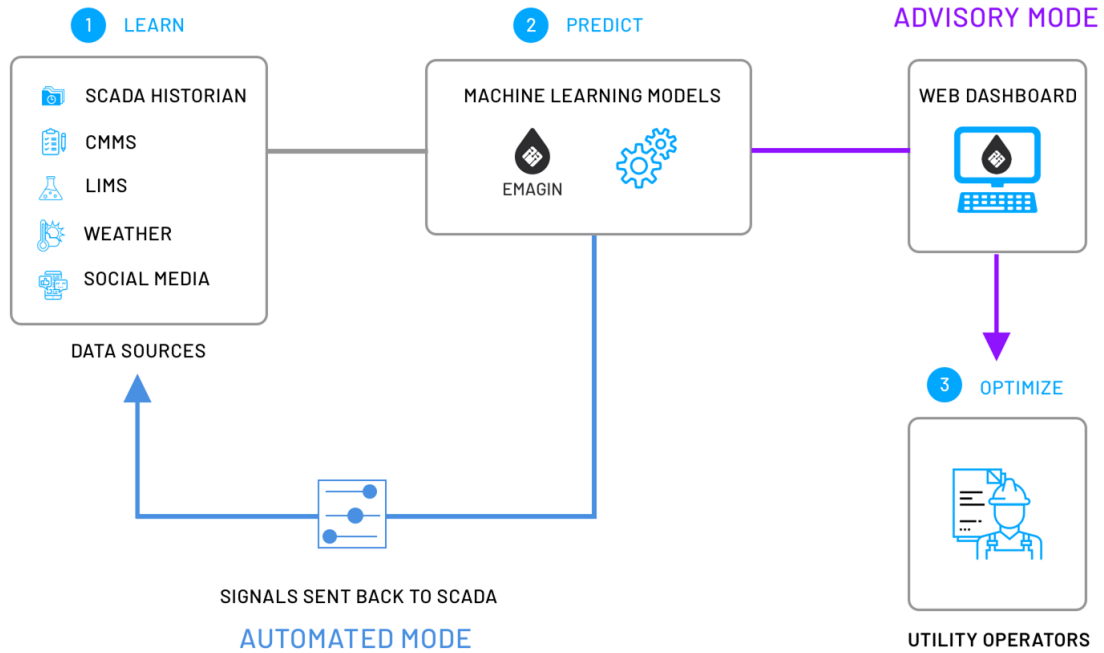 1 LEARN
SCADA HISTORIAN
CMMS
LIMS
WEATHER
SOCIAL MEDIA
DATA SOURCES
2 PREDICT
MACHINE LEARNING MODELS
EMAGIN
ADVISORY MODE
WEB DASHBOARD
3 OPTIMIZE
UTILITY OPERATORS
SIGNALS SENT BACK TO SCADA
AUTOMATED MODE